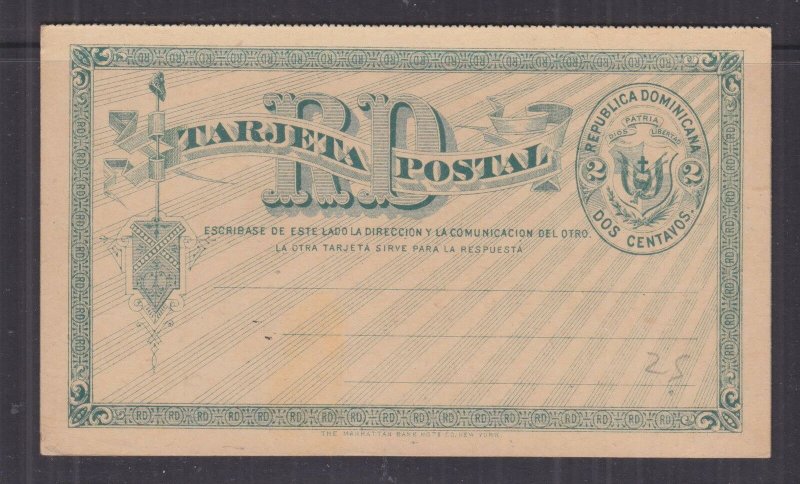 RD
TARJETA POSTAL
REPUBLICA DOMINICANA
DIOS PATRIA LIBERTAD
2 2
DOS CENTAVOS.
ESCRIBASE DE ESTE LADO LA DIRECCION Y LA COMUNICACION DEL OTRO.
LA OTRA TARJETA SIRVE PARA LA RESPUESTA
25
THE MANHATTAN BANK NOTE CO. NEW YORK.